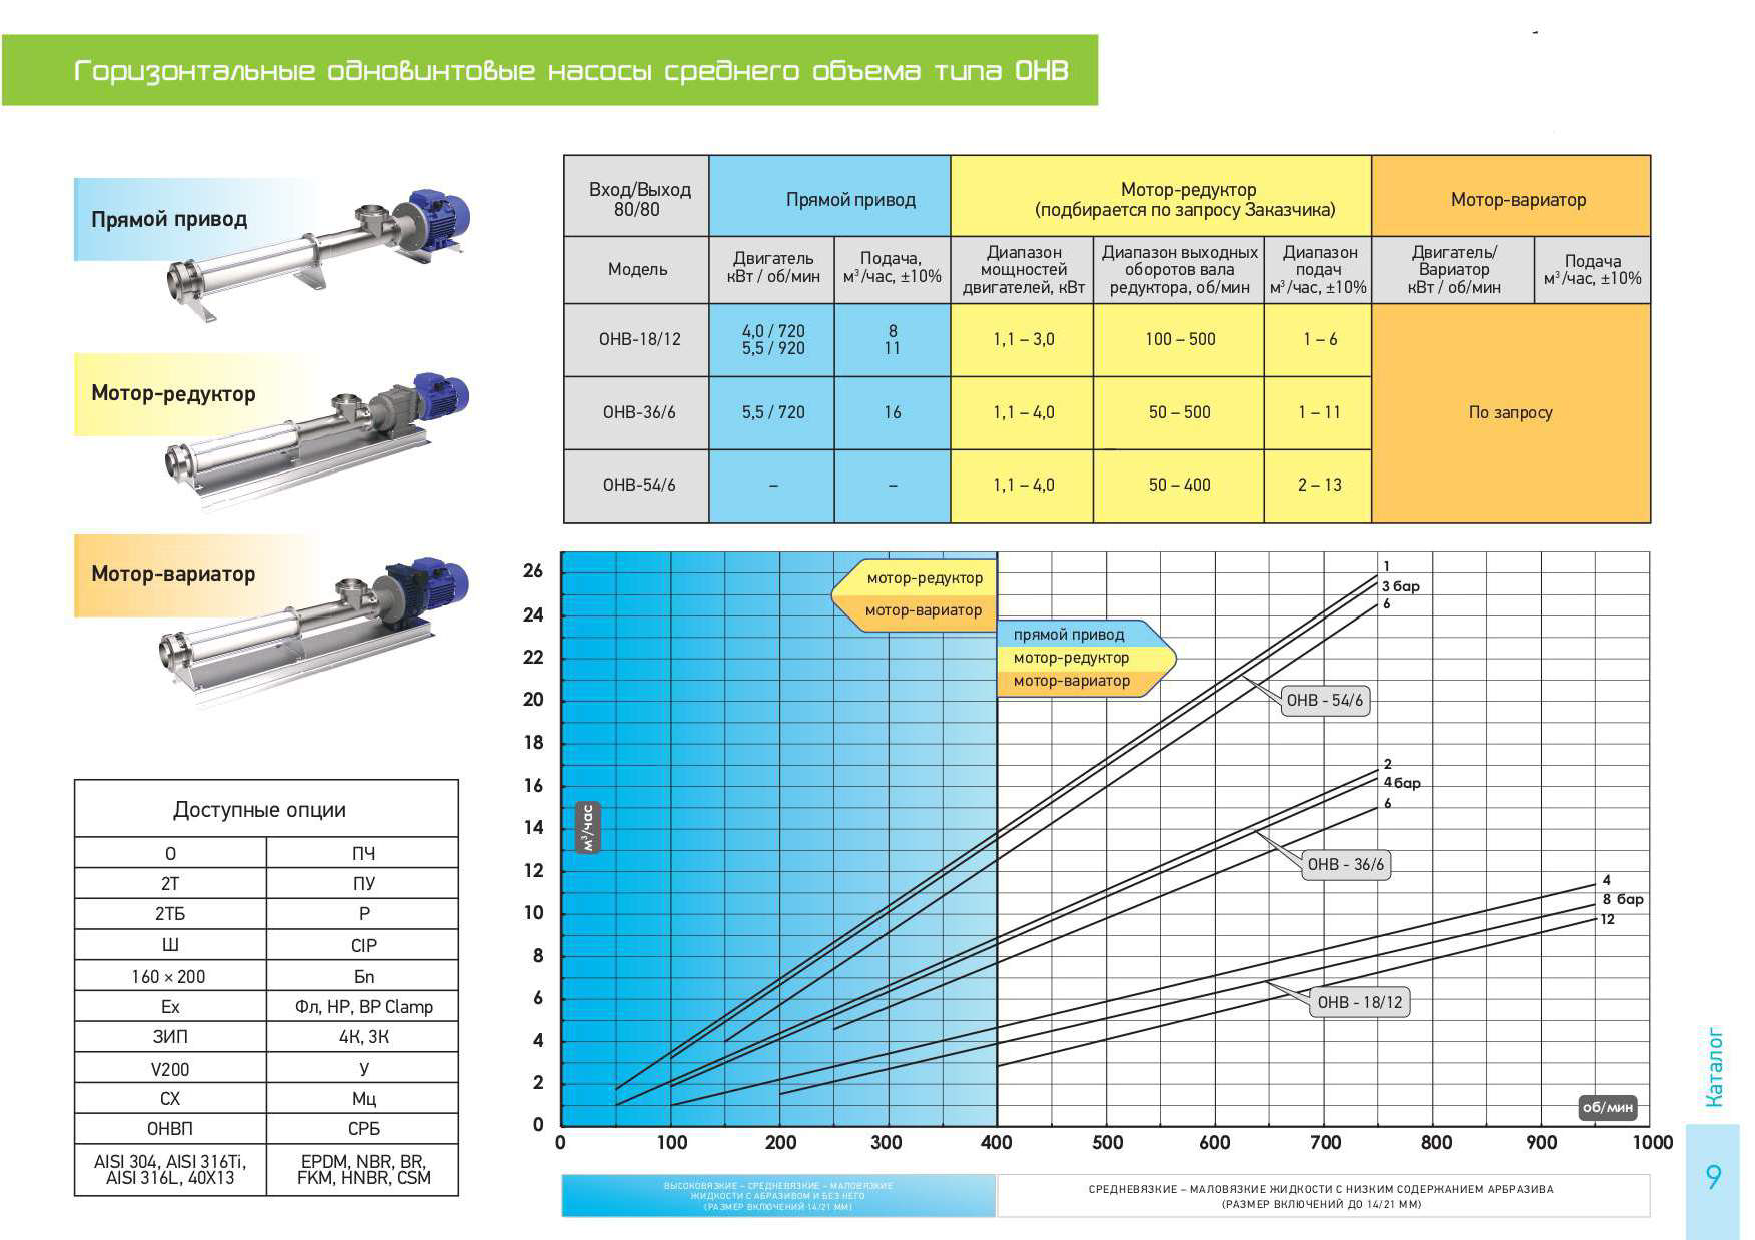 Горизонтальные одновинтовые насосы среднего объема типа ОНВ
Прямой привод
Мотор-редуктор
Мотор-вариатор
Вход/Выход
80/80
Прямой привод
Мотор-редуктор
(подбирается по запросу Заказчика)
Мотор-вариатор
Модель
Двигатель
кВт / об/мин
Подача,
м³/час, ±10%
Диапазон
мощностей
двигателей, кВт
Диапазон выходных
оборотов вала
редуктора, об/мин
Диапазон
подач
м³/час, ±10%
Двигатель/
Вариатор
кВт / об/мин
Подача
м³/час, ±10%
ОНВ-18/12
4,0 / 720
5,5 / 920
8
11
1,1 – 3,0
100 – 500
1 – 6
ОНВ-36/6
5,5 / 720
16
1,1 – 4,0
50 – 500
1 – 11
По запросу
ОНВ-54/6
–
–
1,1 – 4,0
50 – 400
2 – 13
Доступные опции
О
ПЧ
2Т
ПУ
2ТБ
Р
Ш
CIP
160 × 200
Бп
Ex
Фл, НР, ВР Clamp
ЗИП
4К, 3К
V200
У
СХ
Мц
ОНВП
СРБ
AISI 304, AISI 316Ti,
AISI 316L, 40X13
EPDM, NBR, BR,
FKM, HNBR, CSM
26
24
22
20
18
16
14
12
10
8
6
4
2
0
м³/час
мотор-редуктор
мотор-вариатор
прямой привод
мотор-редуктор
мотор-вариатор
1
3 бар
6
ОНВ - 54/6
2
4 бар
6
ОНВ - 36/6
4
8 бар
12
ОНВ - 18/12
об/мин
0
100
200
300
400
500
600
700
800
900
1000
ВЫСОКОВЯЗКИЕ – СРЕДНЕВЯЗКИЕ – МАЛОВЯЗКИЕ
ЖИДКОСТИ С АБРАЗИВОМ И БЕЗ НЕГО
(РАЗМЕР ВКЛЮЧЕНИЙ 14/21 ММ)
СРЕДНЕВЯЗКИЕ – МАЛОВЯЗКИЕ ЖИДКОСТИ С НИЗКИМ СОДЕРЖАНИЕМ АРБРАЗИВА
(РАЗМЕР ВКЛЮЧЕНИЙ ДО 14/21 ММ)
Каталог
9